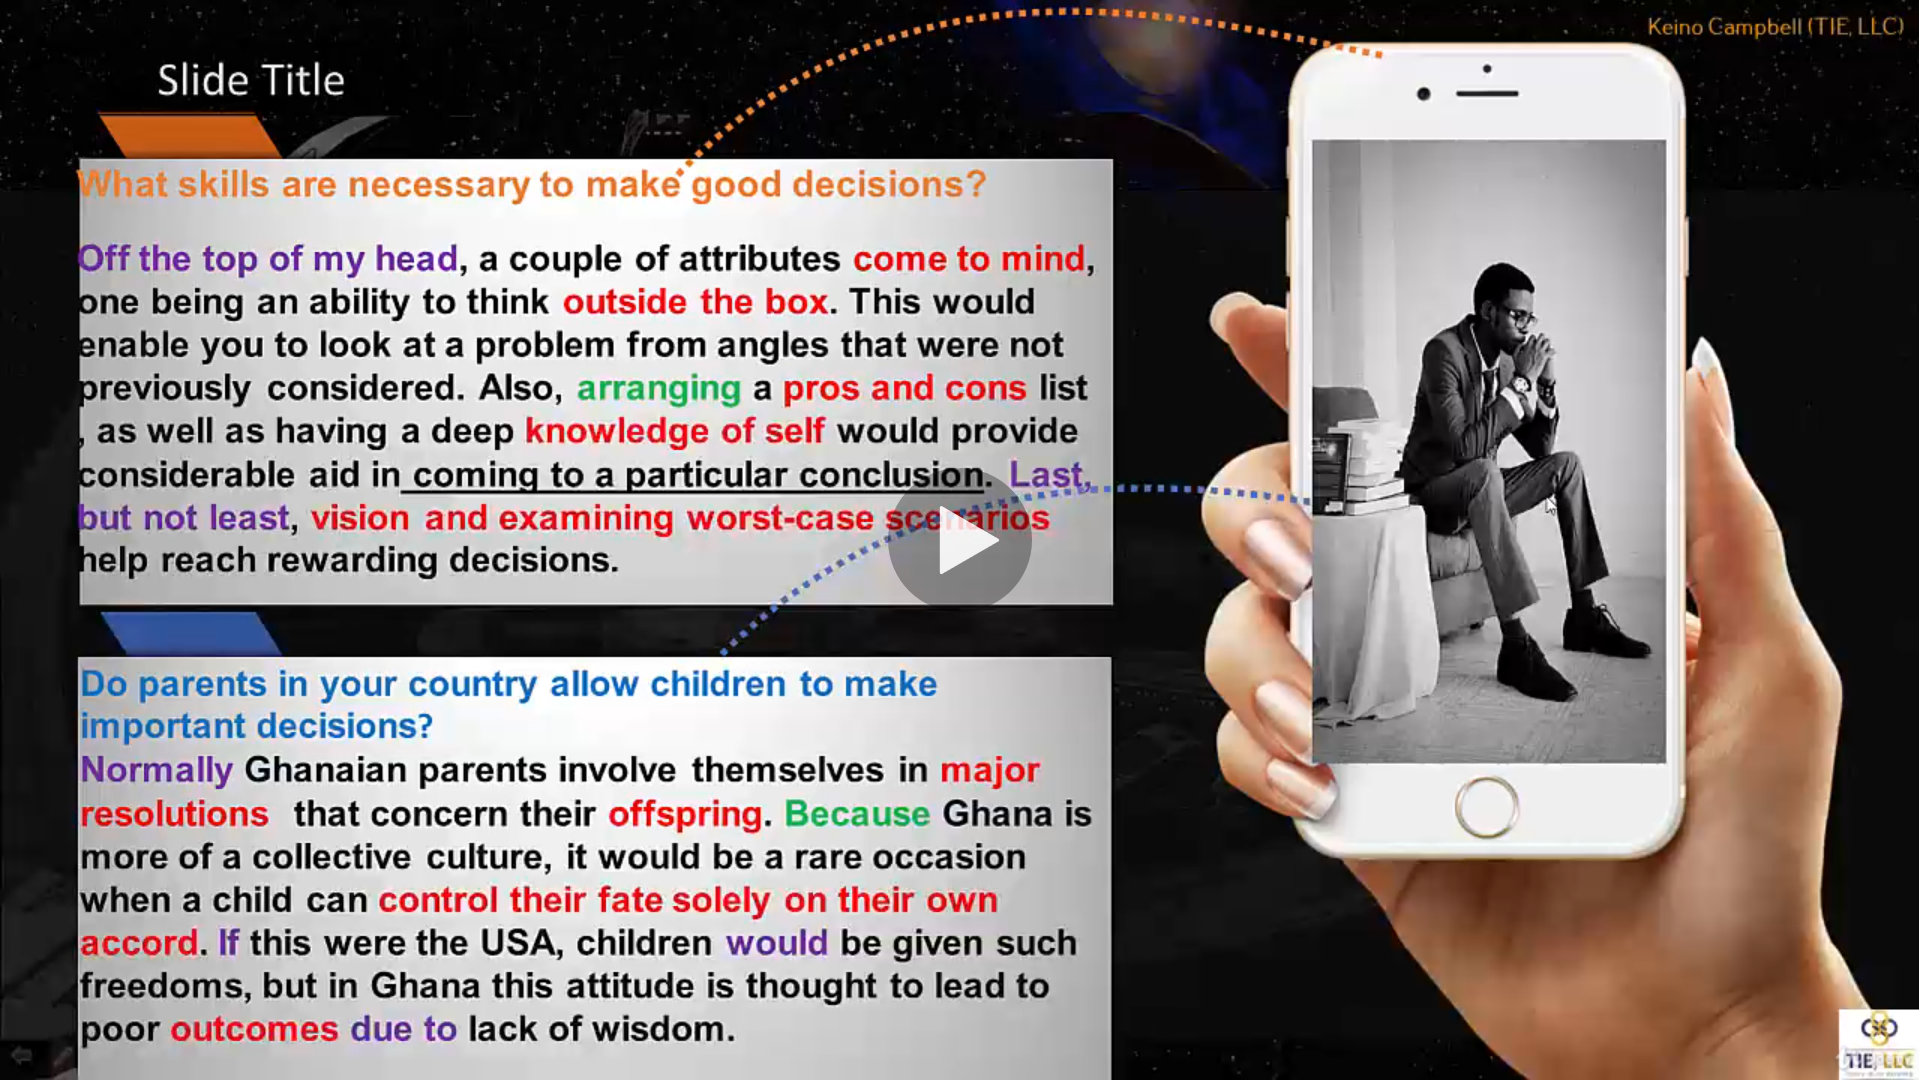 Keino Campbell (TIE, LLC)
Slide Title
What skills are necessary to make good decisions?
Off the top of my head, a couple of attributes come to mind,
one being an ability to think outside the box. This would
enable you to look at a problem from angles that were not
previously considered. Also, arranging a pros and cons list
, as well as having a deep knowledge of self would provide
considerable aid in coming to a particular conclusion. Last,
but not least, vision and examining worst-case scenarios
help reach rewarding decisions.
Do parents in your country allow children to make
important decisions?
Normally Ghanaian parents involve themselves in major
resolutions that concern their offspring. Because Ghana is
more of a collective culture, it would be a rare occasion
when a child can control their fate solely on their own
accord. If this were the USA, children would be given such
freedoms, but in Ghana this attitude is thought to lead to
poor outcomes due to lack of wisdom.
TIE, LLC